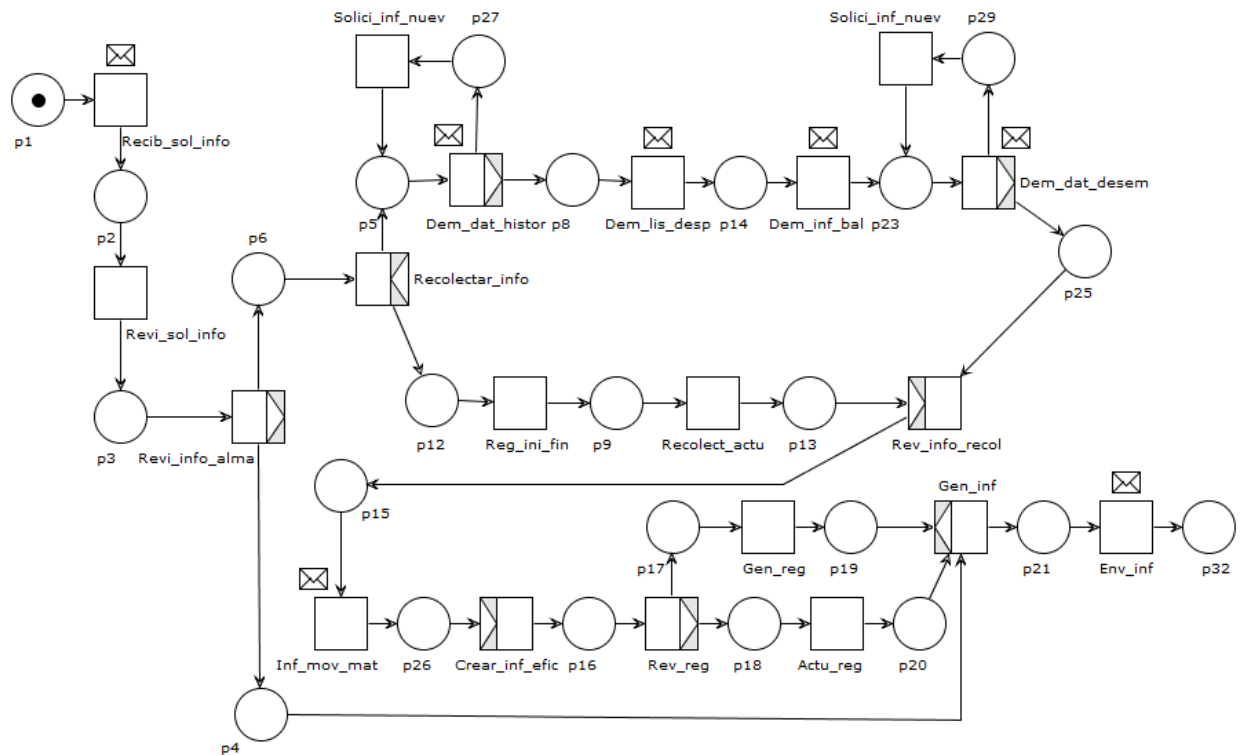 Solici_inf_nuev
p27
Solici_inf_nuev
p29
p1
Recib_sol_info
p2
p6
p5
Dem_dat_histor
p8
Dem_lis_desp
p14
Dem_inf_bal
p23
Dem_dat_desem
Recolectar_info
p25
Revi_sol_info
p3
Revi_info_alma
p12
Reg_ini_fin
p9
Recolect_actu
p13
Rev_info_recol
p15
Gen_inf
p17
Gen_reg
p19
p21
Env_inf
p32
Inf_mov_mat
p26
Crear_inf_efic
p16
Rev_reg
p18
Actu_reg
p20
p4